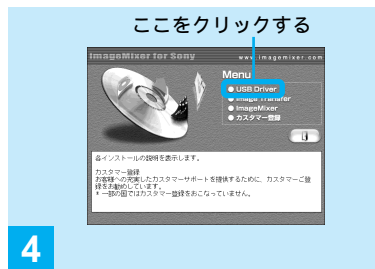 ここをクリックする
ImageMixer for Sony
www.imagemixer.com
Menu
USB Driver
Image Transfer
ImageMixer
カスタマー登録
各インストールの説明を表示します。
カスタマー登録
お客様への充実したカスタマーサポートを提供するために、カスタマーご登
録をお勧めしています。
* 一部の国ではカスタマー登録をおこなっていません。
4